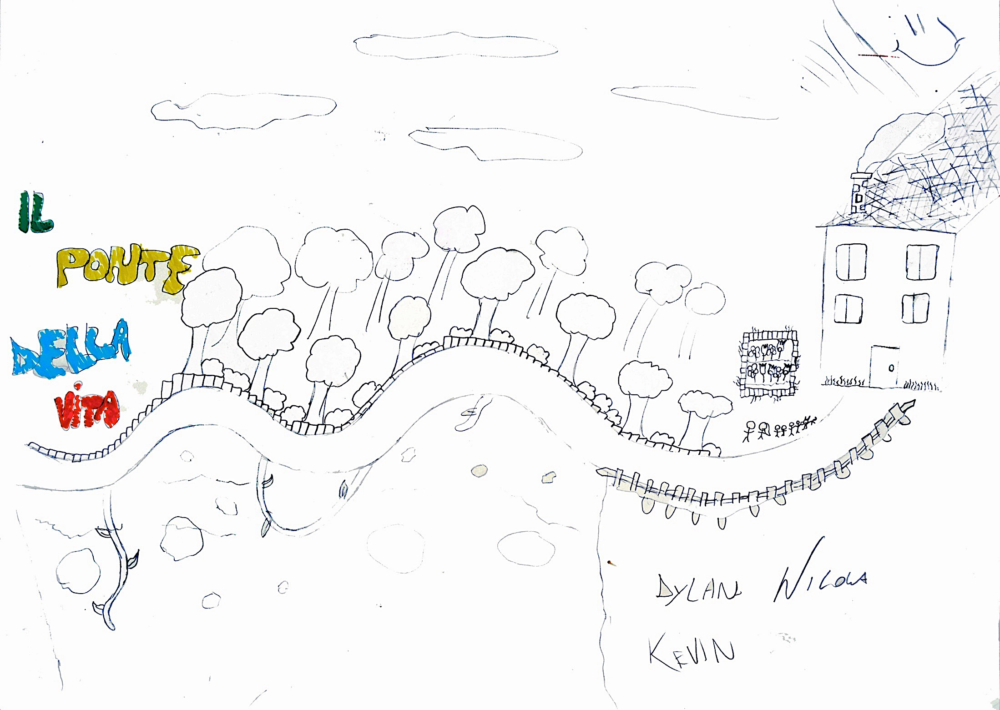 IL
PONTE
DELLA
ViTA
DYLAN NICOLA
KEVIN